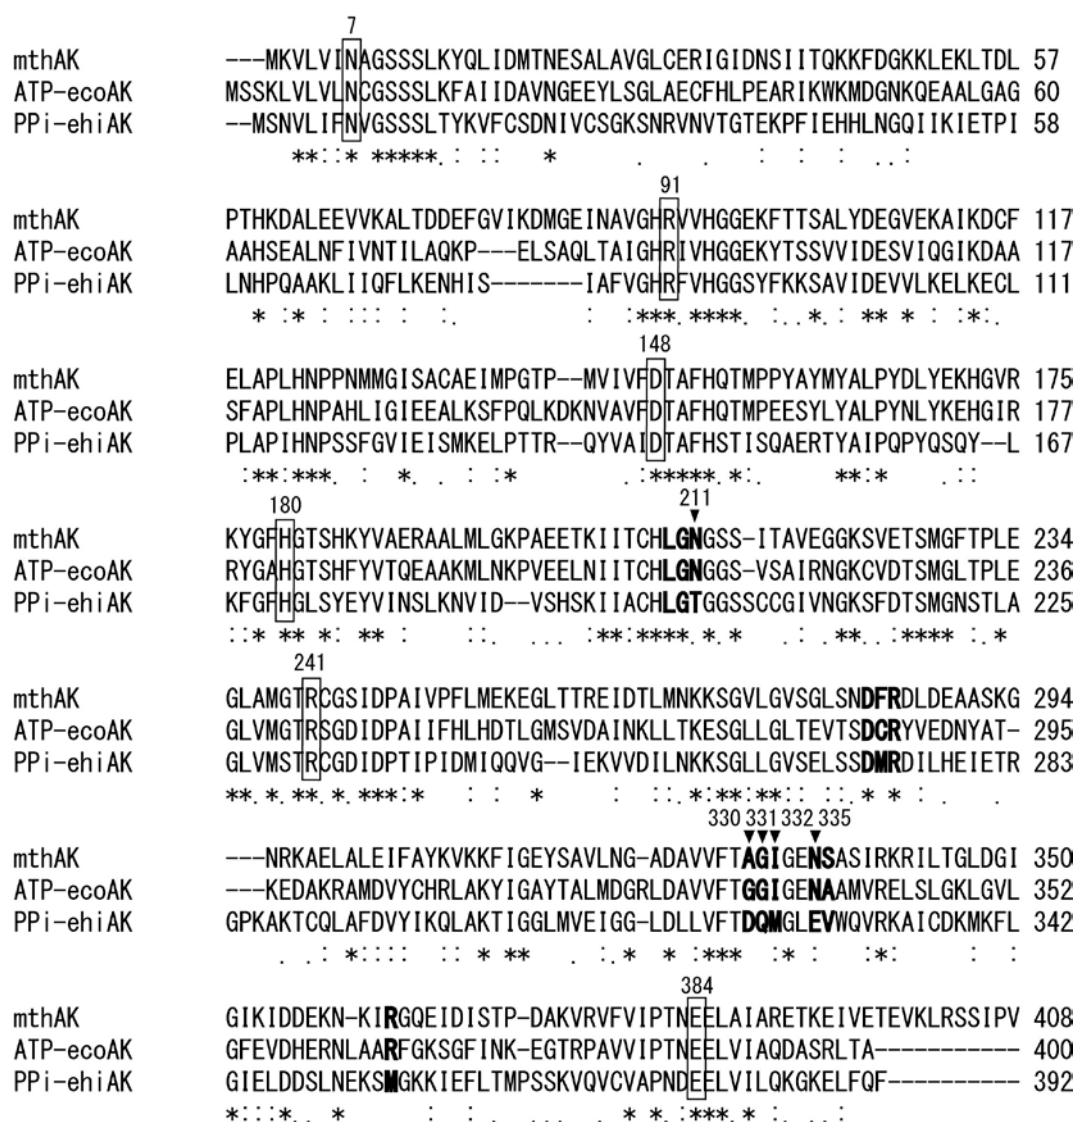 7
mthAK ---MKVLVINAGSSSLKYQLIDMTNESALAVGLCERIGIDNSIITQKKFDGKKLEKLTDL 57
ATP-ecoAK MSSKLVLVLNCGSSSLKFAIIDAVNGEEYLSGLAECFHLPEARIKWKMDGNKQEAALGAG 60
PPi-ehiAK --MSNVLIFNVGSSSLTYKVFCSDNIVCSGKSNRVNVTGTEKPFIEHHLNGQIIKIETPI 58
**::* *****.: :: * . . : : : ..:
91
mthAK PTHKDALEEVVKALTDDEFGVIKDMGEINAVGHRVVHGGEKFTTSALYDEGVEKAIKDCF 117
ATP-ecoAK AAHSEALNFIVNTILAQKP---ELSAQLTAIGHRIVHGGEKYTSSVVIDESVIQGIKDAA 117
PPi-ehiAK LNHPQAAKLIIQFLKENHIS-------IAFVGHRFVHGGSYFKKSAVIDEVVLKELKECL 111
* :* ::: : :. : :***.****. :..*.: ** * : :*:.
148
mthAK ELAPLHNPPNMMGISACAEIMPGTP--MVIVFDTAFHQTMPPYAYMYALPYDLYEKHGVR 175
ATP-ecoAK SFAPLHNPAHLIGIEEALKSFPQLKDKNVAVFDTAFHQTMPEESYLYALPYNLYKEHGIR 177
PPi-ehiAK PLAPIHNPSSFGVIEISMKELPTTR--QYVAIDTAFHSTISQAERTYAIPQPYQSQY--L 167
:**:***. : *. . : :* .:*****.*:. **:* ::
180 211
mthAK KYGFHGTSHKYVAERAALMLGKPAEETKIITCHLGNGSS-ITAVEGGKSVETSMGFTPLE 234
ATP-ecoAK RYGAHGTSHFYVTQEAAKMLNKPVEELNIITCHLGNGGS-VSAIRNGKCVDTSMGLTPLE 236
PPi-ehiAK KFGFHGLSYEYVINSLKNVID--VSHSKIIACHLGTGGSSCCGIVNGKSFDTSMGNSTLA 225
::* ** *: ** : ::. ... :**:****.*.* .: .**..:**** :.*
241
mthAK GLAMGTRCGSIDPAIVPFLMEKEGLTTREIDTLMNKKSGVLGVSGLSNDFRDLDEAASKG 294
ATP-ecoAK GLVMGTRSGDIDPAIIFHLHDTLGMSVDAINKLLTKESGLLGLTEVTSDCRYVEDNYAT- 295
PPi-ehiAK GLVMSTRCGDIDPTIPIDMIQQVG--IEKVVDILNKKSGLLGVSELSSDMRDILHEIETR 283
**.*.**.*.***:* : : * : ::.*:**:**:: ::.* * : . .
330 331 332 335
mthAK ---NRKAELALEIFAYKVKKFIGEYSAVLNG-ADAVVFTAGIGENSASIRKRILTGLDGI 350
ATP-ecoAK ---KEDAKRAMDVYCHRLAKYIGAYTALMDGRLDAVVFTGGIGENAAMVRELSLGKLGVL 352
PPi-ehiAK GPKAKTCQLAFDVYIKQLAKTIGGLMVEIGG-LDLLVFTDQMGLEVWQVRKAICDKMKFL 342
. .: *:::: :: * ** . :.* * :*** :* : :*: : :
384
mthAK GIKIDDEKN-KIRGQEIDISTP-DAKVRVFVIPTNEELAIARETKEIVETEVKLRSSIPV 408
ATP-ecoAK GFEVDHERNLAARFGKSGFINK-EGTRPAVVIPTNEELVIAQDASRLTA----------- 400
PPi-ehiAK GIELDDSLNEKSMGKKIEFLTMPSSKVQVCVAPNDEELVILQKGKELFQF---------- 392
*:::*.. * : : . ... . * *.:***.* :. .: